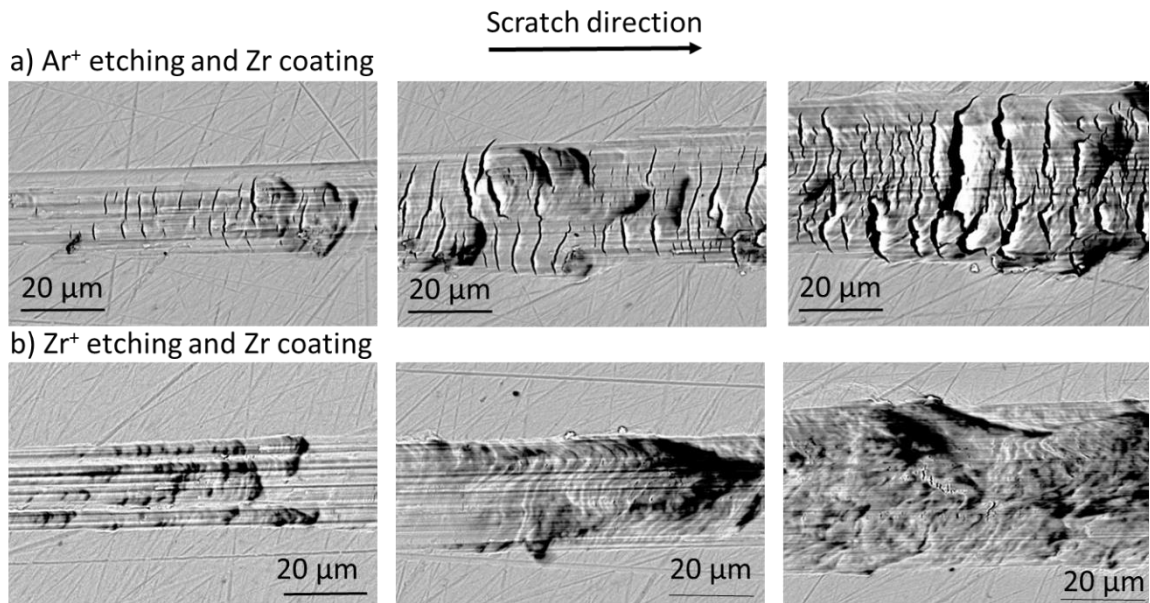 Scratch direction
a) Ar⁺ etching and Zr coating
20 µm
20 µm
20 µm
b) Zr⁺ etching and Zr coating
20 µm
20 µm
20 µm